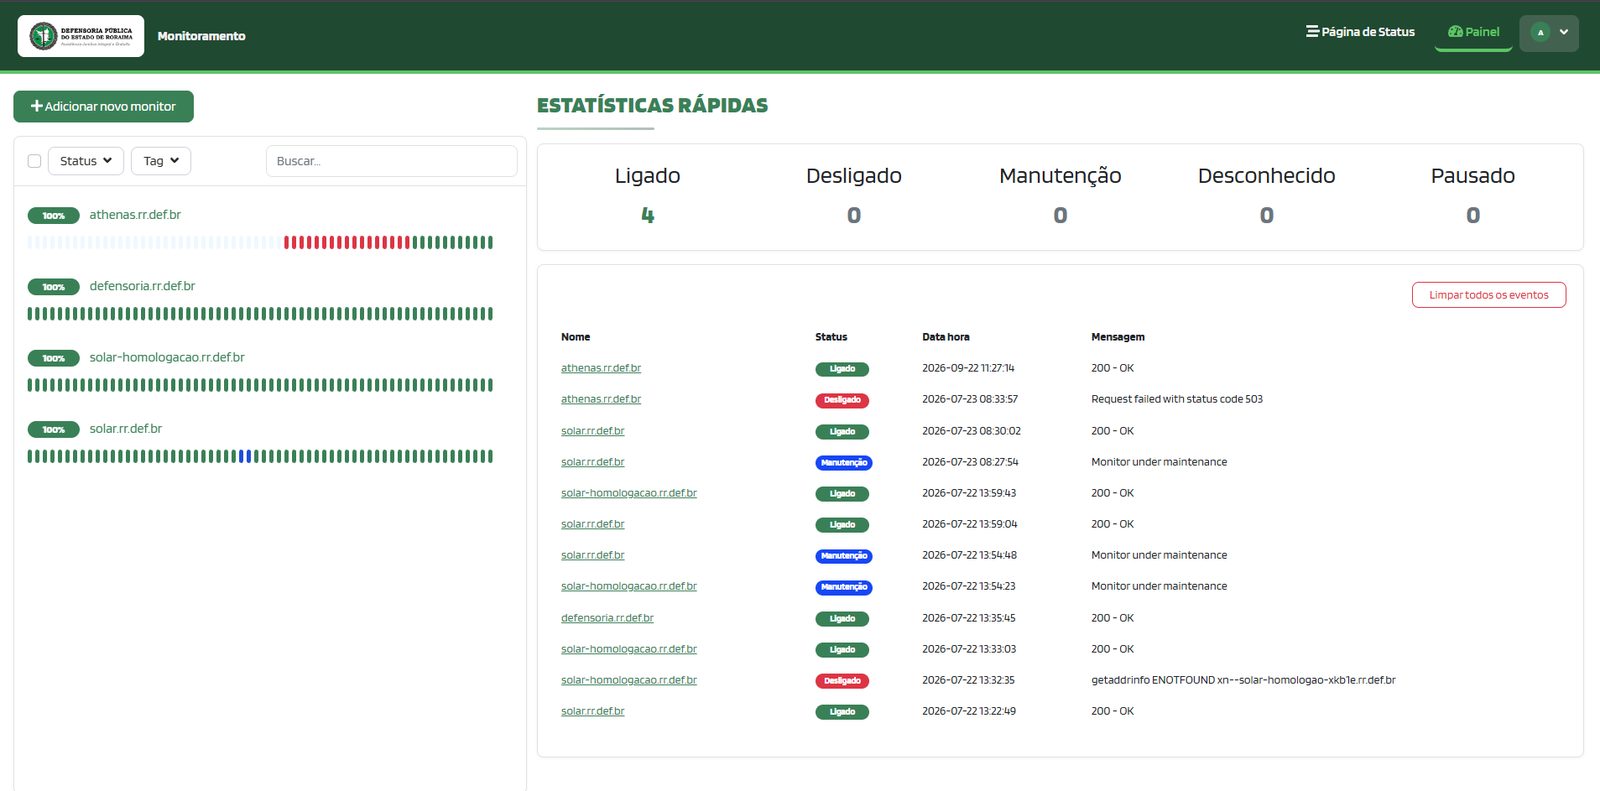 DEFENSORIA PÚBLICA
DO ESTADO DE RORAIMA
Monitoramento
Página de Status
Painel
A
Adicionar novo monitor
Status
Tag
Buscar...
100% athenas.rr.def.br
100% defensoria.rr.def.br
100% solar-homologacao.rr.def.br
100% solar.rr.def.br
ESTATÍSTICAS RÁPIDAS
Ligado Desligado Manutenção Desconhecido Pausado
4 0 0 0 0
Limpar todos os eventos
Nome Status Data hora Mensagem
athenas.rr.def.br Ligado 2026-09-22 11:27:14 200 - OK
athenas.rr.def.br Desligado 2026-07-23 08:33:57 Request failed with status code 503
solar.rr.def.br Ligado 2026-07-23 08:30:02 200 - OK
solar.rr.def.br Manutenção 2026-07-23 08:27:54 Monitor under maintenance
solar-homologacao.rr.def.br Ligado 2026-07-22 13:59:43 200 - OK
solar.rr.def.br Ligado 2026-07-22 13:59:04 200 - OK
solar.rr.def.br Manutenção 2026-07-22 13:54:48 Monitor under maintenance
solar-homologacao.rr.def.br Manutenção 2026-07-22 13:54:23 Monitor under maintenance
defensoria.rr.def.br Ligado 2026-07-22 13:35:45 200 - OK
solar-homologacao.rr.def.br Ligado 2026-07-22 13:33:03 200 - OK
solar-homologacao.rr.def.br Desligado 2026-07-22 13:32:35 getaddrinfo ENOTFOUND xn--solar-homologao-xkb1e.rr.def.br
solar.rr.def.br Ligado 2026-07-22 13:22:49 200 - OK